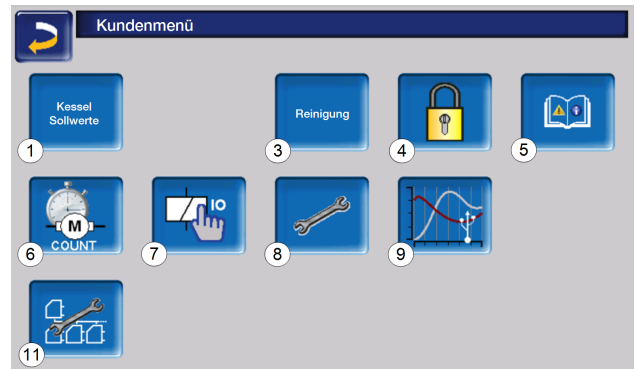 Kundenmenü
Kessel
Sollwerte
Reinigung
1
3
4
5
IO
M
COUNT
6
7
8
9
11